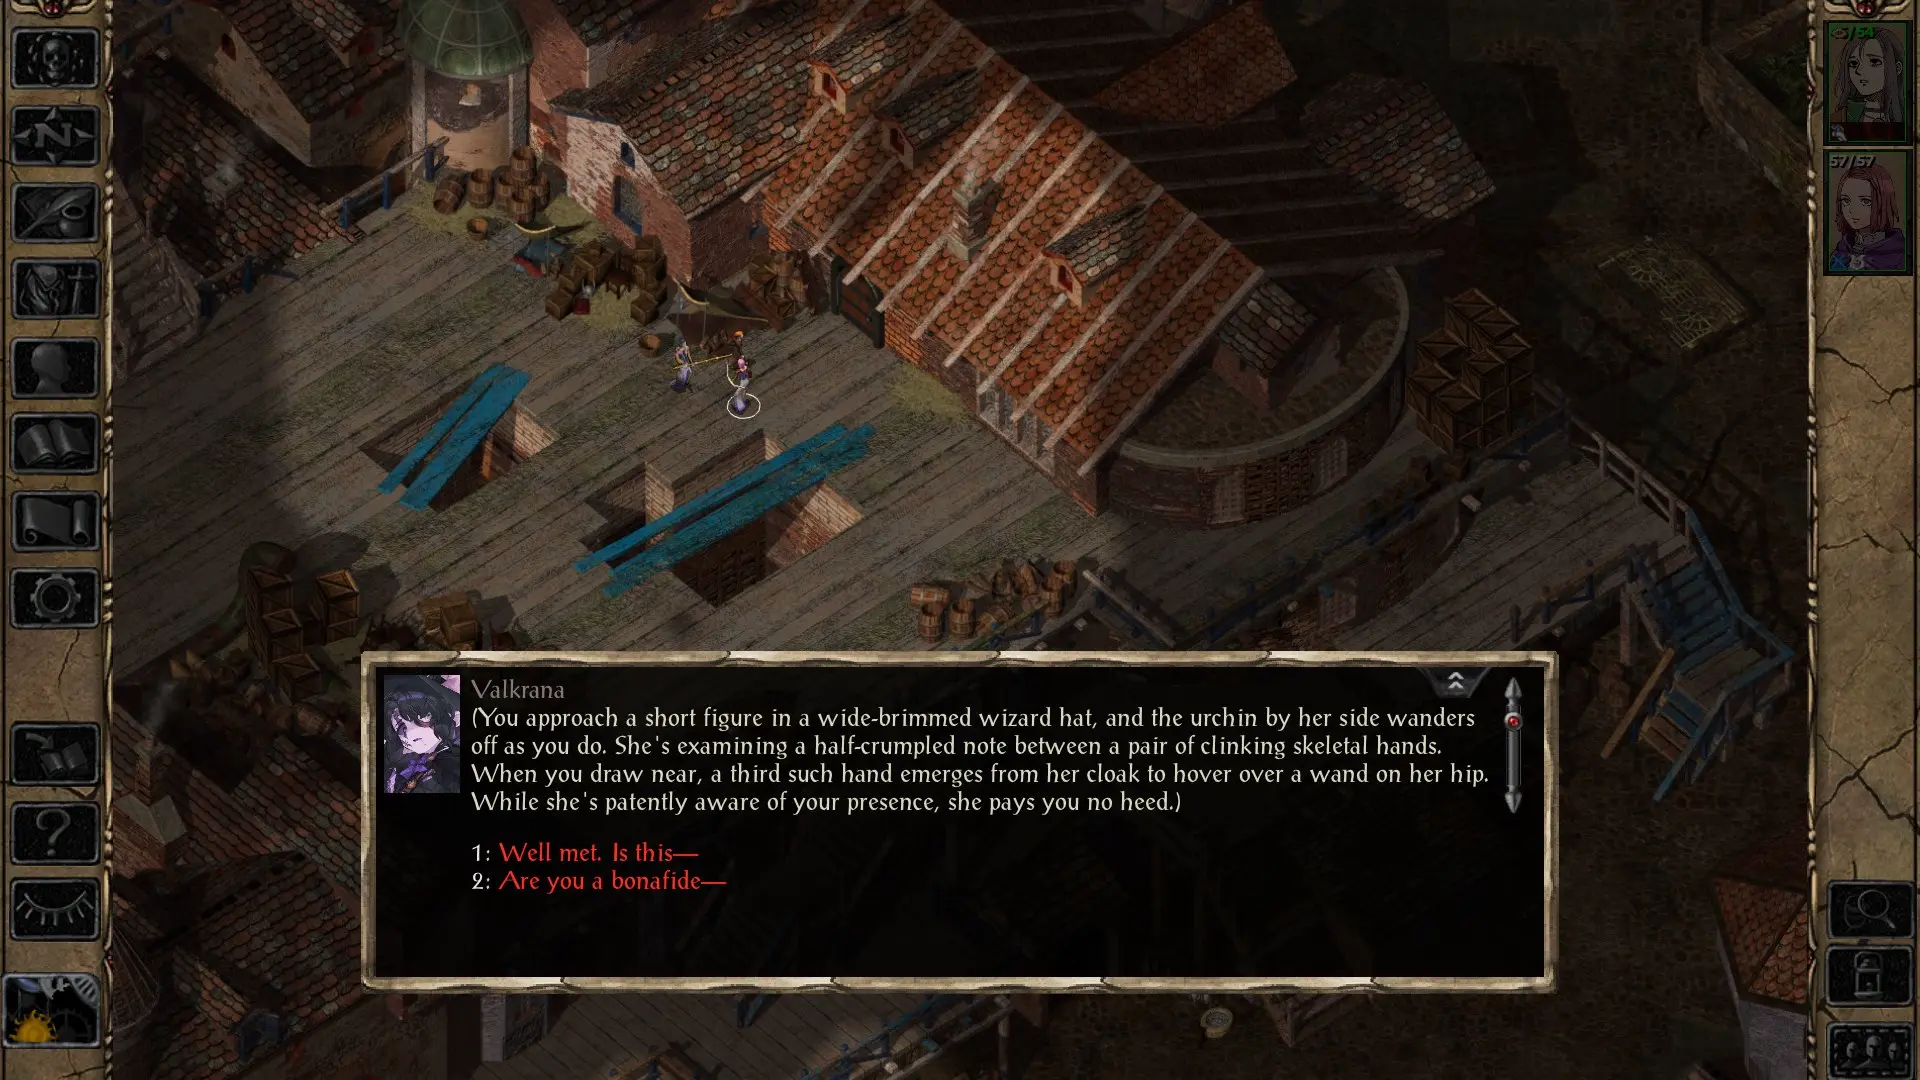 N
/54
57/57
Valkrana
(You approach a short figure in a wide-brimmed wizard hat, and the urchin by her side wanders
off as you do. She's examining a half-crumpled note between a pair of clinking skeletal hands.
When you draw near, a third such hand emerges from her cloak to hover over a wand on her hip.
While she's patently aware of your presence, she pays you no heed.)
1: Well met. Is this—
2: Are you a bonafide—
?